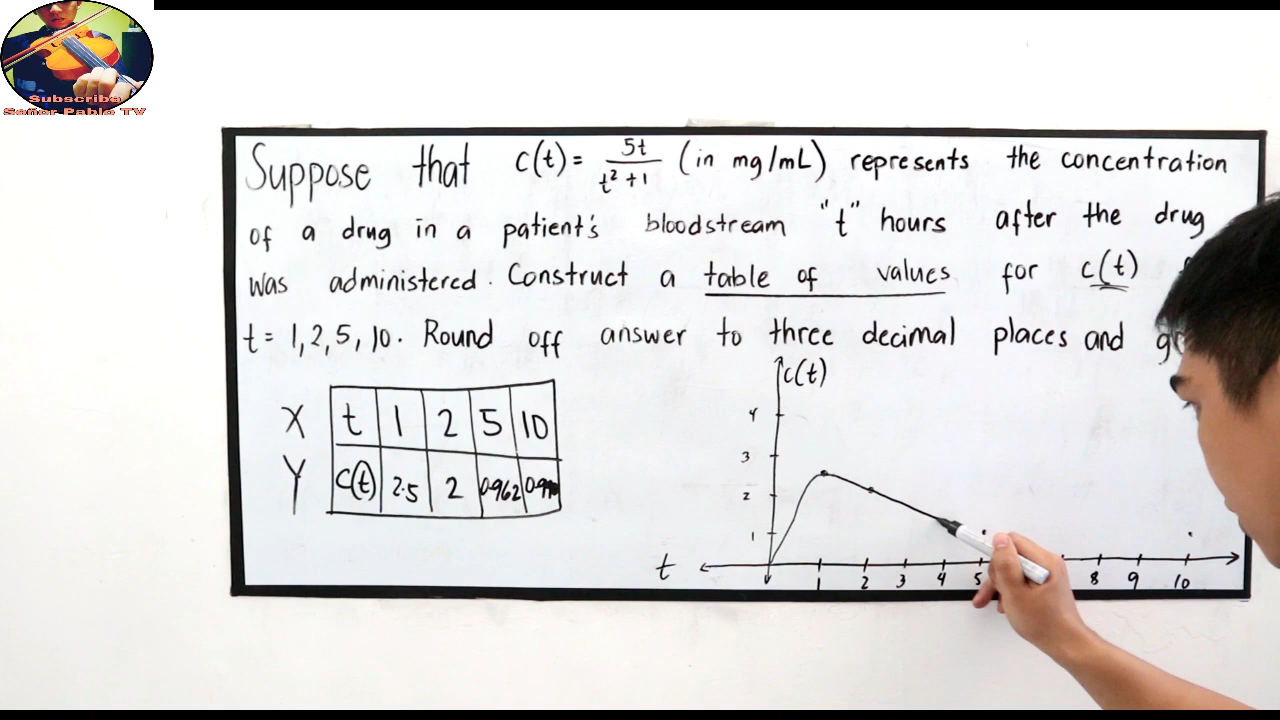 Subscribe
Señor Pablo TV
Suppose that c(t) = 5t/t²+1 (in mg/mL) represents the concentration
of a drug in a patient's bloodstream "t" hours after the drug
was administered. Construct a table of values for c(t)
t = 1, 2, 5, 10. Round off answer to three decimal places and
X t 1 2 5 10
Y c(t) 2.5 2 0.962
c(t)
4
3
2
1
t
1 2 3 4 5 8 9 10